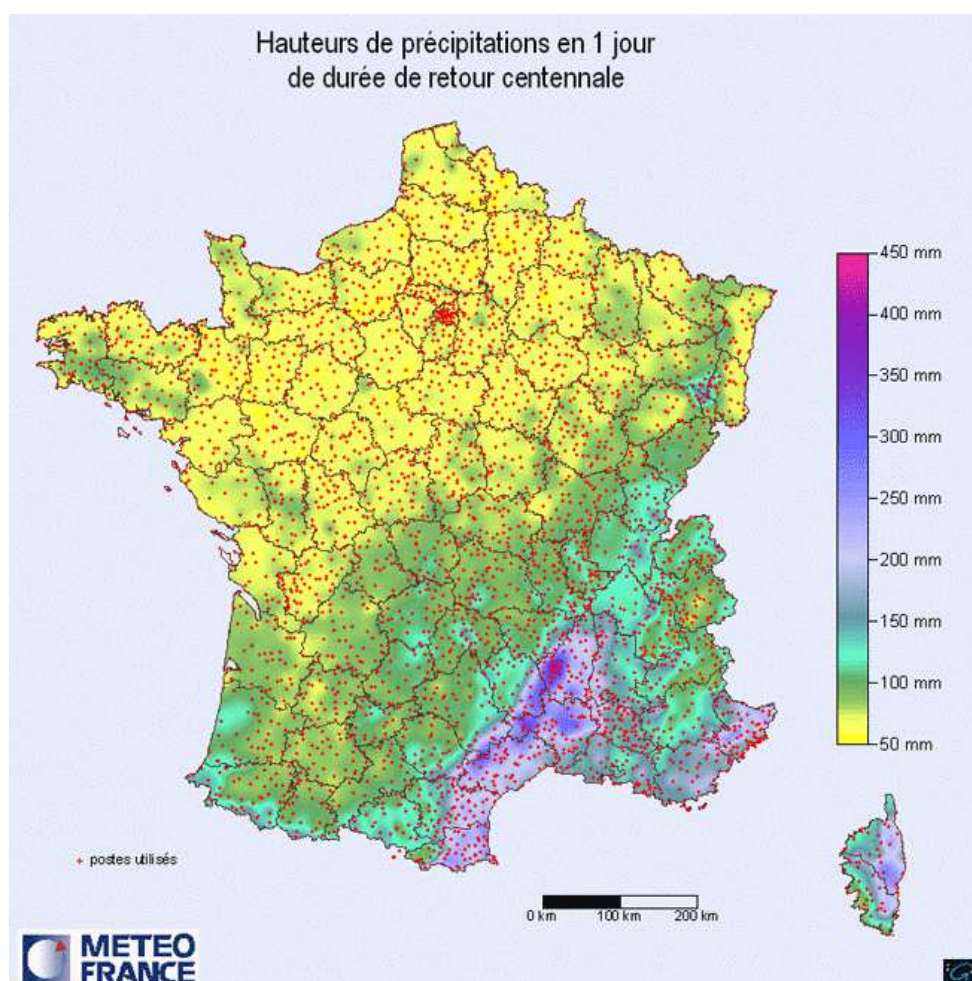 Hauteurs de précipitations en 1 jour
de durée de retour centennale
450 mm
400 mm
350 mm
300 mm
250 mm
200 mm
150 mm
100 mm
50 mm
+ postes utilisés
0 km 100 km 200 km
METEO
FRANCE